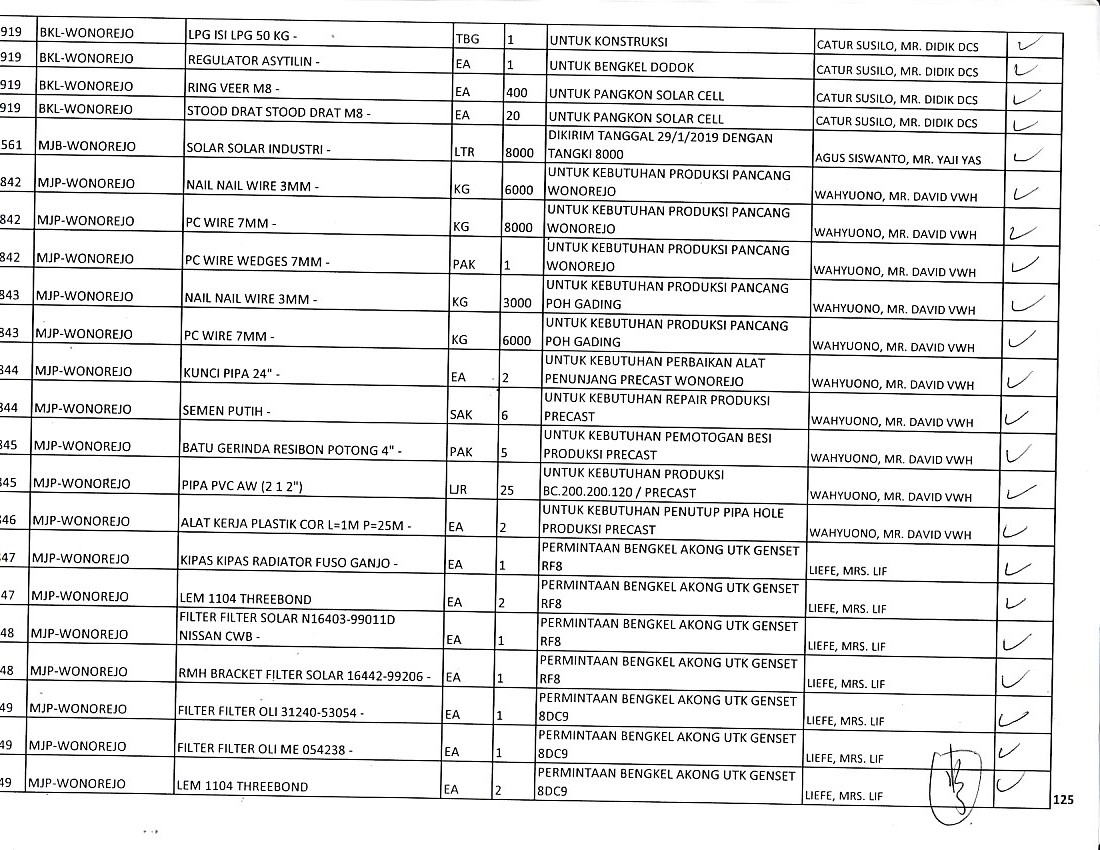 919 BKL-WONOREJO LPG ISI LPG 50 KG - TBG 1 UNTUK KONSTRUKSI CATUR SUSILO, MR. DIDIK DCS
919 BKL-WONOREJO REGULATOR ASYTILIN - EA 1 UNTUK BENGKEL DODOK CATUR SUSILO, MR. DIDIK DCS
919 BKL-WONOREJO RING VEER M8 - EA 400 UNTUK PANGKON SOLAR CELL CATUR SUSILO, MR. DIDIK DCS
919 BKL-WONOREJO STOOD DRAT STOOD DRAT M8 - EA 20 UNTUK PANGKON SOLAR CELL CATUR SUSILO, MR. DIDIK DCS
561 MJB-WONOREJO SOLAR SOLAR INDUSTRI - LTR 8000 DIKIRIM TANGGAL 29/1/2019 DENGAN
TANGKI 8000 AGUS SISWANTO, MR. YAJI YAS
842 MJP-WONOREJO NAIL NAIL WIRE 3MM - KG 6000 UNTUK KEBUTUHAN PRODUKSI PANCANG
WONOREJO WAHYUONO, MR. DAVID VWH
842 MJP-WONOREJO PC WIRE 7MM - KG 8000 UNTUK KEBUTUHAN PRODUKSI PANCANG
WONOREJO WAHYUONO, MR. DAVID VWH
842 MJP-WONOREJO PC WIRE WEDGES 7MM - PAK 1 UNTUK KEBUTUHAN PRODUKSI PANCANG
WONOREJO WAHYUONO, MR. DAVID VWH
843 MJP-WONOREJO NAIL NAIL WIRE 3MM - KG 3000 UNTUK KEBUTUHAN PRODUKSI PANCANG
POH GADING WAHYUONO, MR. DAVID VWH
843 MJP-WONOREJO PC WIRE 7MM - KG 6000 UNTUK KEBUTUHAN PRODUKSI PANCANG
POH GADING WAHYUONO, MR. DAVID VWH
844 MJP-WONOREJO KUNCI PIPA 24" - EA 2 UNTUK KEBUTUHAN PERBAIKAN ALAT
PENUNJANG PRECAST WONOREJO WAHYUONO, MR. DAVID VWH
844 MJP-WONOREJO SEMEN PUTIH - SAK 6 UNTUK KEBUTUHAN REPAIR PRODUKSI
PRECAST WAHYUONO, MR. DAVID VWH
845 MJP-WONOREJO BATU GERINDA RESIBON POTONG 4" - PAK 5 UNTUK KEBUTUHAN PEMOTOGAN BESI
PRODUKSI PRECAST WAHYUONO, MR. DAVID VWH
845 MJP-WONOREJO PIPA PVC AW (2 1 2") LJR 25 UNTUK KEBUTUHAN PRODUKSI
BC.200.200.120 / PRECAST WAHYUONO, MR. DAVID VWH
846 MJP-WONOREJO ALAT KERJA PLASTIK COR L=1M P=25M - EA 2 UNTUK KEBUTUHAN PENUTUP PIPA HOLE
PRODUKSI PRECAST WAHYUONO, MR. DAVID VWH
847 MJP-WONOREJO KIPAS KIPAS RADIATOR FUSO GANJO - EA 1 PERMINTAAN BENGKEL AKONG UTK GENSET
RF8 LIEFE, MRS. LIF
47 MJP-WONOREJO LEM 1104 THREEBOND EA 2 PERMINTAAN BENGKEL AKONG UTK GENSET
RF8 LIEFE, MRS. LIF
48 MJP-WONOREJO FILTER FILTER SOLAR N16403-99011D EA 1 PERMINTAAN BENGKEL AKONG UTK GENSET
NISSAN CWB - RF8 LIEFE, MRS. LIF
48 MJP-WONOREJO RMH BRACKET FILTER SOLAR 16442-99206 - EA 1 PERMINTAAN BENGKEL AKONG UTK GENSET
RF8 LIEFE, MRS. LIF
49 MJP-WONOREJO FILTER FILTER OLI 31240-53054 - EA 1 PERMINTAAN BENGKEL AKONG UTK GENSET
8DC9 LIEFE, MRS. LIF
49 MJP-WONOREJO FILTER FILTER OLI ME 054238 - EA 1 PERMINTAAN BENGKEL AKONG UTK GENSET
8DC9 LIEFE, MRS. LIF
49 MJP-WONOREJO LEM 1104 THREEBOND EA 2 PERMINTAAN BENGKEL AKONG UTK GENSET
8DC9 LIEFE, MRS. LIF
125